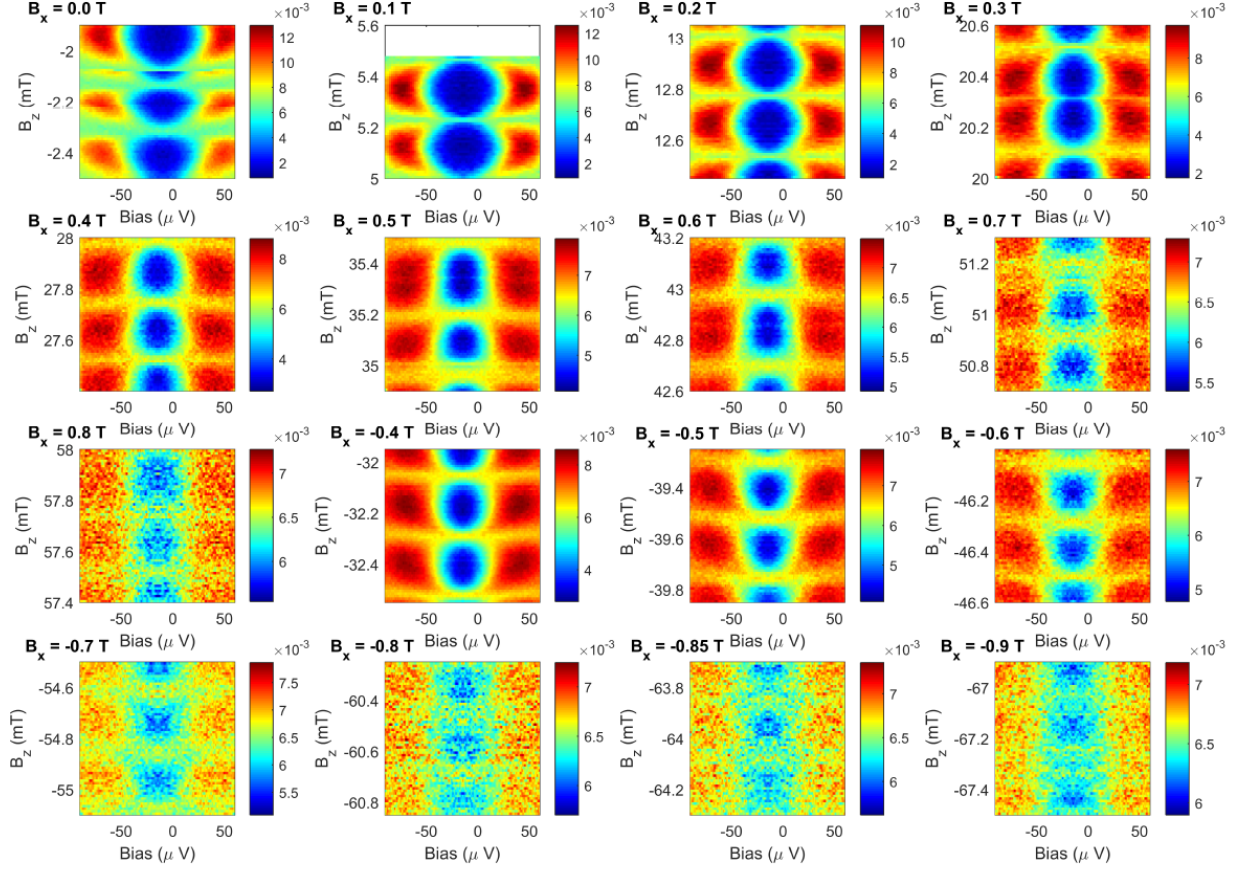 B_x = 0.0 T
×10^-3
B_z (mT)
-2
-2.2
-2.4
12
10
8
6
4
2
-50 0 50
Bias (μ V)
B_x = 0.1 T
×10^-3
B_z (mT)
5.6
5.4
5.2
5
12
10
8
6
4
2
-50 0 50
Bias (μ V)
B_x = 0.2 T
×10^-3
B_z (mT)
13
12.8
12.6
10
8
6
4
2
-50 0 50
Bias (μ V)
B_x = 0.3 T
×10^-3
B_z (mT)
20.6
20.4
20.2
20
8
6
4
2
-50 0 50
Bias (μ V)
B_x = 0.4 T
×10^-3
B_z (mT)
28
27.8
27.6
8
6
4
-50 0 50
Bias (μ V)
B_x = 0.5 T
×10^-3
B_z (mT)
35.4
35.2
35
7
6
5
-50 0 50
Bias (μ V)
B_x = 0.6 T
×10^-3
B_z (mT)
43.2
43
42.8
42.6
7
6.5
6
5.5
5
-50 0 50
Bias (μ V)
B_x = 0.7 T
×10^-3
B_z (mT)
51.2
51
50.8
7
6.5
6
5.5
-50 0 50
Bias (μ V)
B_x = 0.8 T
×10^-3
B_z (mT)
58
57.8
57.6
57.4
7
6.5
6
-50 0 50
Bias (μ V)
B_x = -0.4 T
×10^-3
B_z (mT)
-32
-32.2
-32.4
8
6
4
-50 0 50
Bias (μ V)
B_x = -0.5 T
×10^-3
B_z (mT)
-39.4
-39.6
-39.8
7
6
5
-50 0 50
Bias (μ V)
B_x = -0.6 T
×10^-3
B_z (mT)
-46.2
-46.4
-46.6
7
6
5
-50 0 50
Bias (μ V)
B_x = -0.7 T
×10^-3
B_z (mT)
-54.6
-54.8
-55
7.5
7
6.5
6
5.5
-50 0 50
Bias (μ V)
B_x = -0.8 T
×10^-3
B_z (mT)
-60.4
-60.6
-60.8
7
6.5
6
-50 0 50
Bias (μ V)
B_x = -0.85 T
×10^-3
B_z (mT)
-63.8
-64
-64.2
7
6.5
6
-50 0 50
Bias (μ V)
B_x = -0.9 T
×10^-3
B_z (mT)
-67
-67.2
-67.4
7
6.5
6
-50 0 50
Bias (μ V)